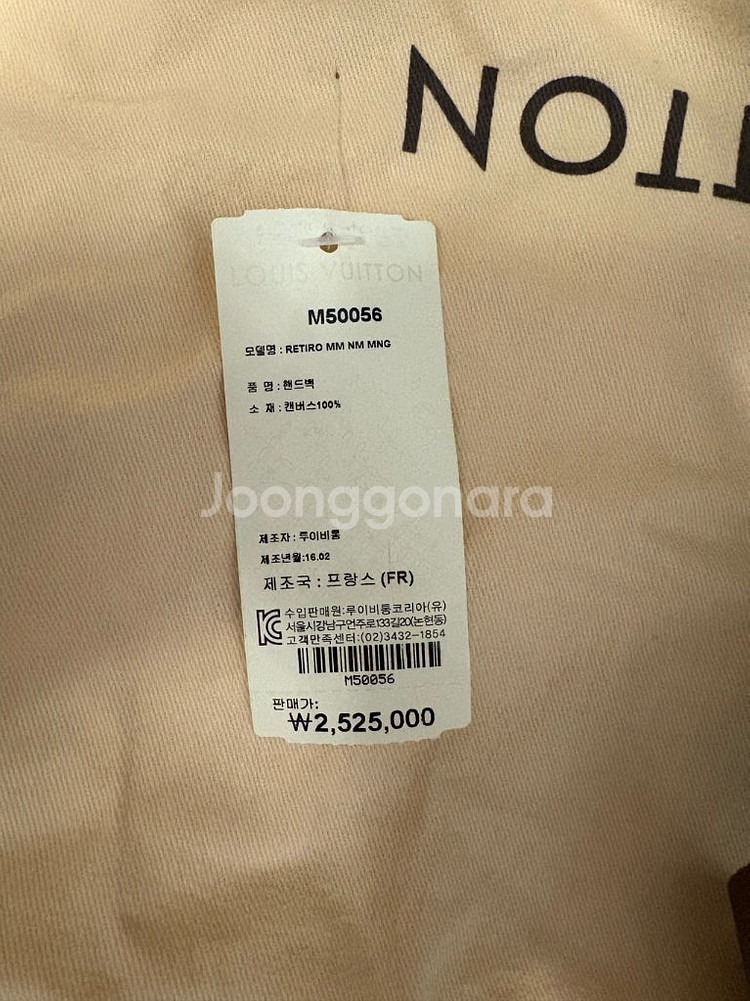 TTON
LOUIS VUITTON
M50056
모델명 : RETIRO MM NM MNG
품 명 : 핸드백
소 재 : 캔버스100%
Joonggonara
제조자 : 루이비통
제조년월:16.02
제조국 : 프랑스 (FR)
수입판매원:루이비통코리아(유)
서울시강남구언주로133길20(논현동)
고객만족센터:(02)3432-1854
M50056
판매가:
₩2,525,000